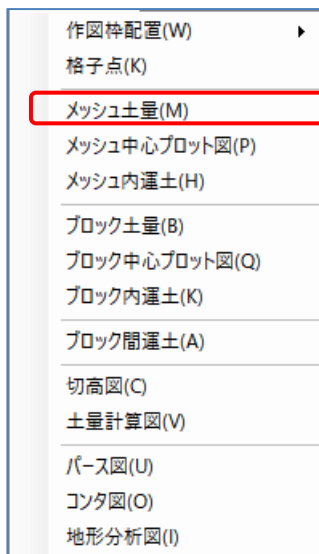 作図枠配置(W)
格子点(K)
メッシュ土量(M)
メッシュ中心プロット図(P)
メッシュ内運土(H)
ブロック土量(B)
ブロック中心プロット図(Q)
ブロック内運土(K)
ブロック間運土(A)
切高図(C)
土量計算図(V)
パース図(U)
コンタ図(O)
地形分析図(I)